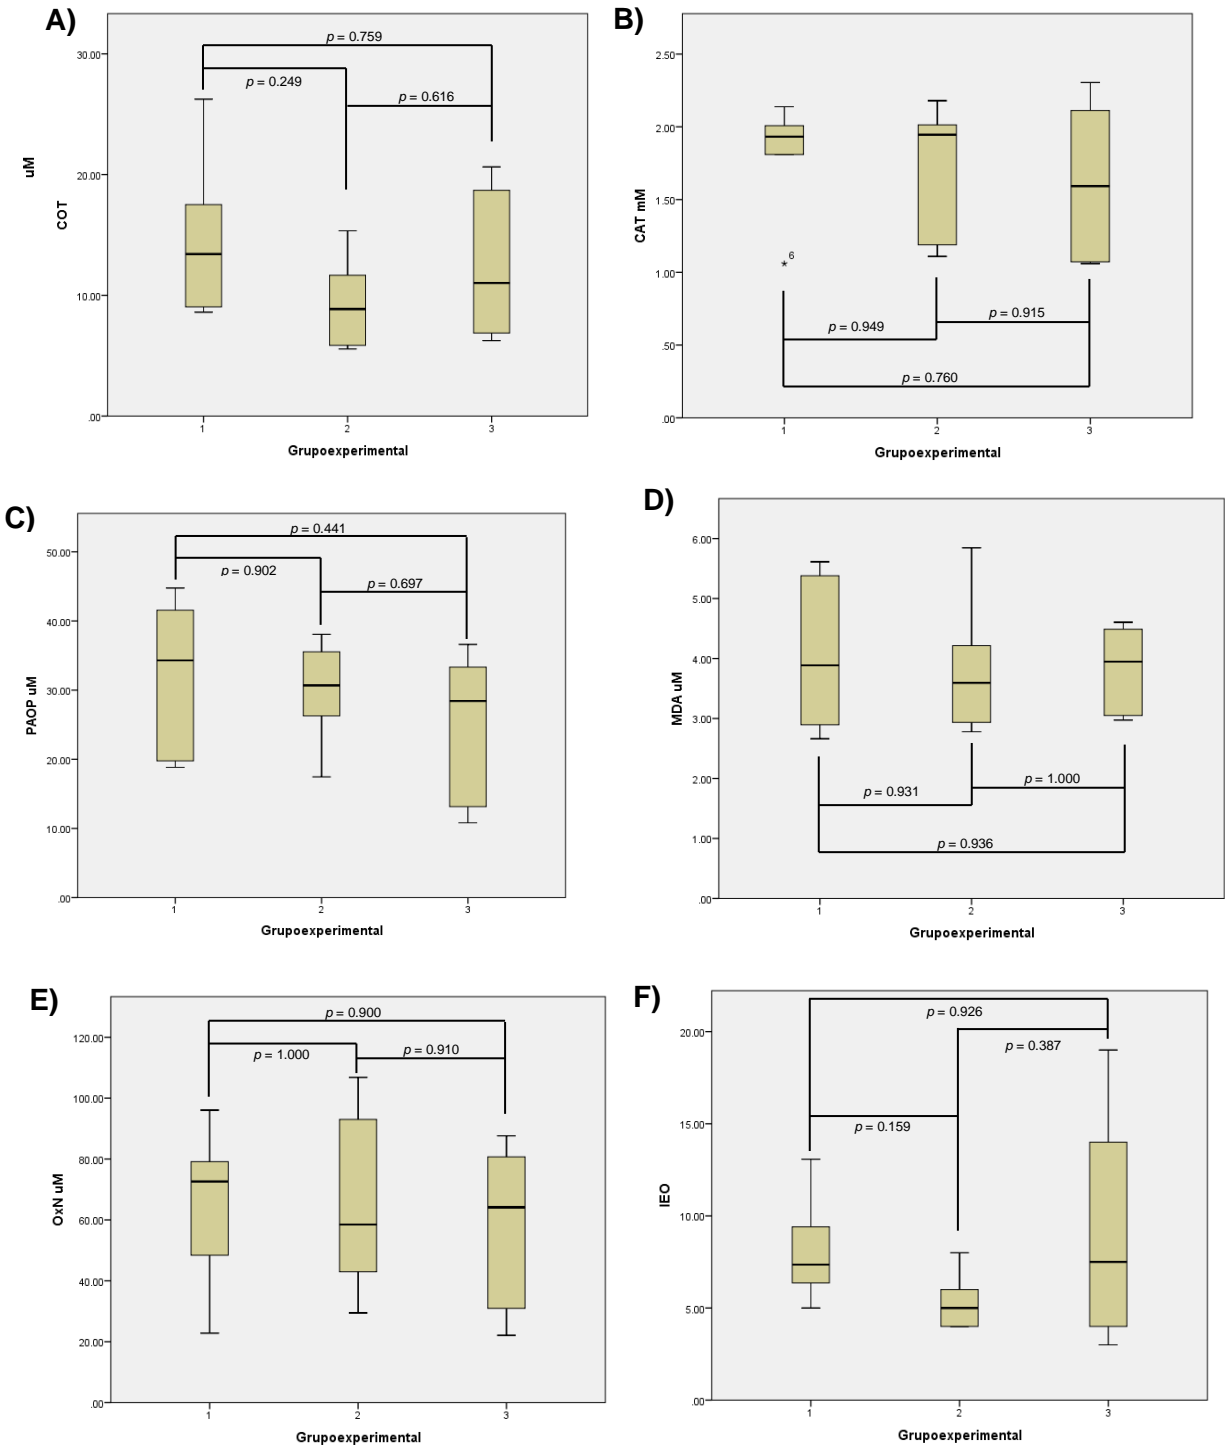 A)
p = 0.759
30.00
p = 0.249
p = 0.616
uM
COT
20.00
10.00
.00
1
2
3
Grupoexperimental
B)
2.50
2.00
CAT mM
1.50
6
*
1.00
p = 0.915
p = 0.949
.50
p = 0.760
.00
1
2
3
Grupoexperimental
C)
p = 0.441
50.00
p = 0.902
p = 0.697
40.00
PAOP uM
30.00
20.00
10.00
.00
1
2
3
Grupoexperimental
D)
6.00
5.00
4.00
MDA uM
3.00
2.00
p = 1.000
p = 0.931
1.00
p = 0.936
.00
1
2
3
Grupoexperimental
E)
p = 0.900
120.00
p = 1.000
p = 0.910
100.00
80.00
OxN uM
60.00
40.00
20.00
.00
1
2
3
Grupoexperimental
F)
p = 0.926
20.00
p = 0.387
15.00
p = 0.159
IEO
10.00
5.00
.00
1
2
3
Grupoexperimental